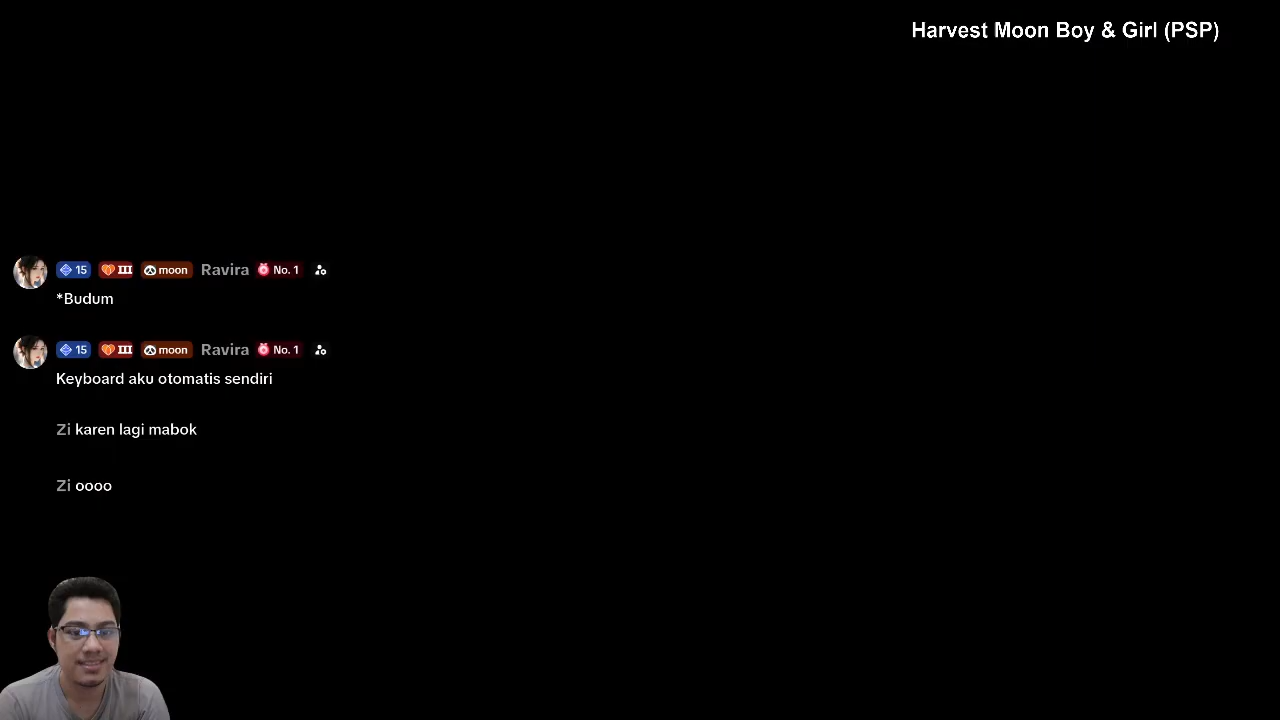 Harvest Moon Boy & Girl (PSP)
15 III moon Ravira No. 1
*Budum
15 III moon Ravira No. 1
Keyboard aku otomatis sendiri
Zi karen lagi mabok
Zi oooo